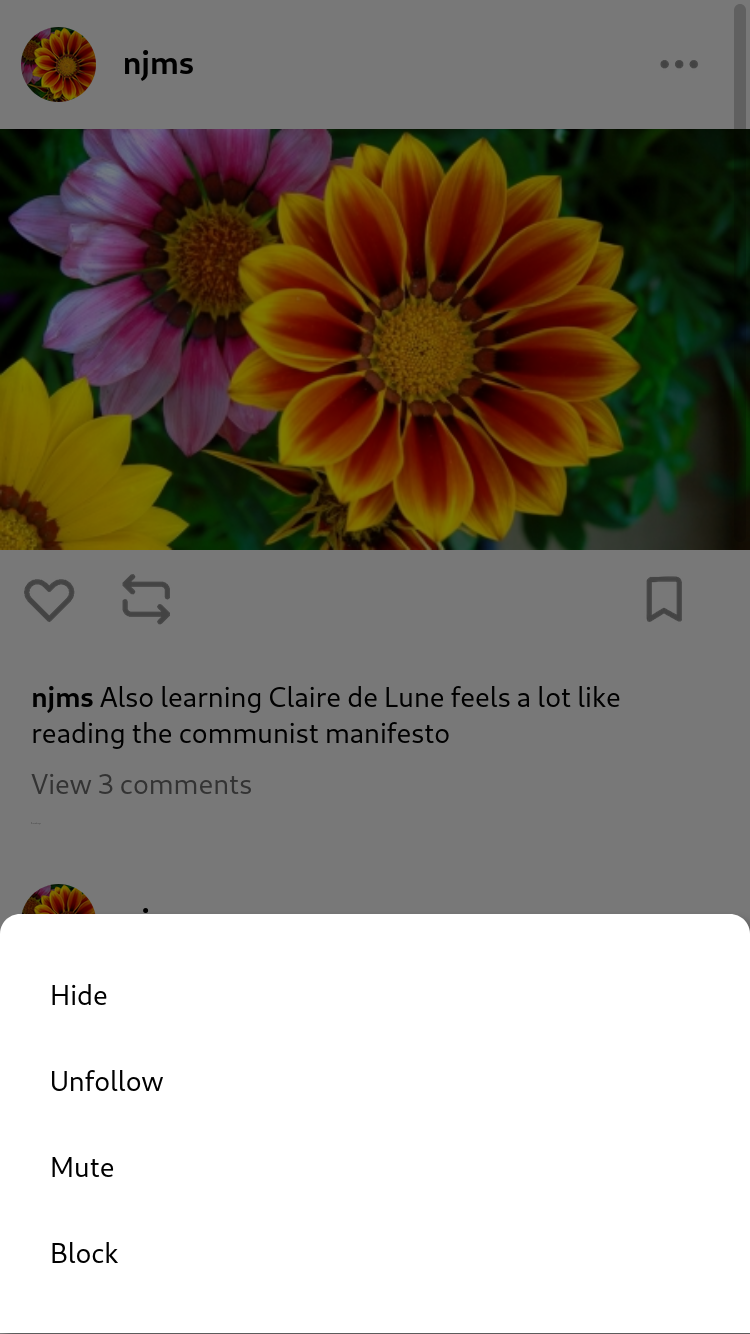 njms
njms Also learning Claire de Lune feels a lot like
reading the communist manifesto
View 3 comments
Hide
Unfollow
Mute
Block